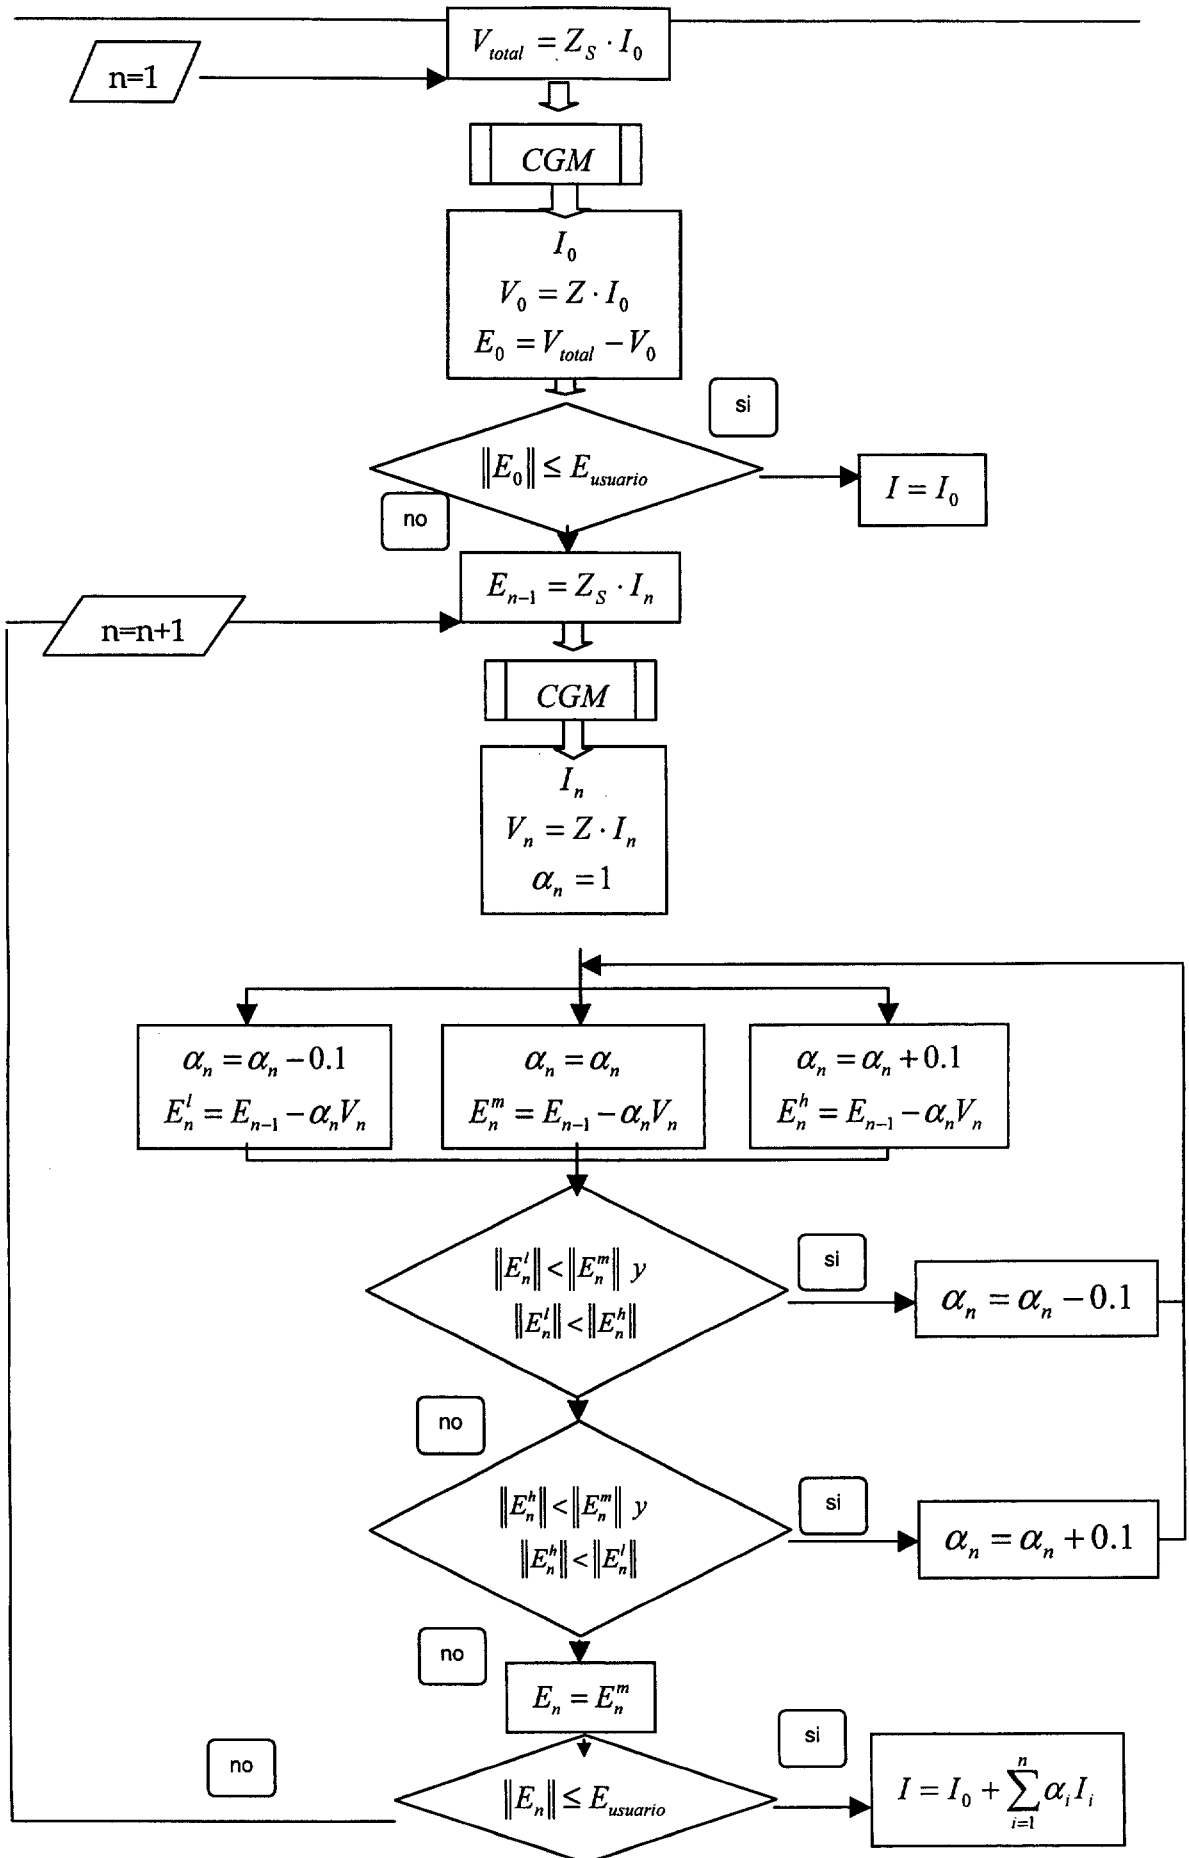 V_total = Z_S · I_0
n=1
CGM
I_0
V_0 = Z · I_0
E_0 = V_total − V_0
si
‖E_0‖ ≤ E_usuario
I = I_0
no
E_{n−1} = Z_S · I_n
n=n+1
CGM
I_n
V_n = Z · I_n
α_n = 1
α_n = α_n − 0.1
E_n^l = E_{n−1} − α_n V_n
α_n = α_n
E_n^m = E_{n−1} − α_n V_n
α_n = α_n + 0.1
E_n^h = E_{n−1} − α_n V_n
‖E_n^l‖ < ‖E_n^m‖ y
‖E_n^l‖ < ‖E_n^h‖
si
α_n = α_n − 0.1
no
‖E_n^h‖ < ‖E_n^m‖ y
‖E_n^h‖ < ‖E_n^l‖
si
α_n = α_n + 0.1
no
E_n = E_n^m
no
‖E_n‖ ≤ E_usuario
si
I = I_0 + ∑_{i=1}^{n} α_i I_i